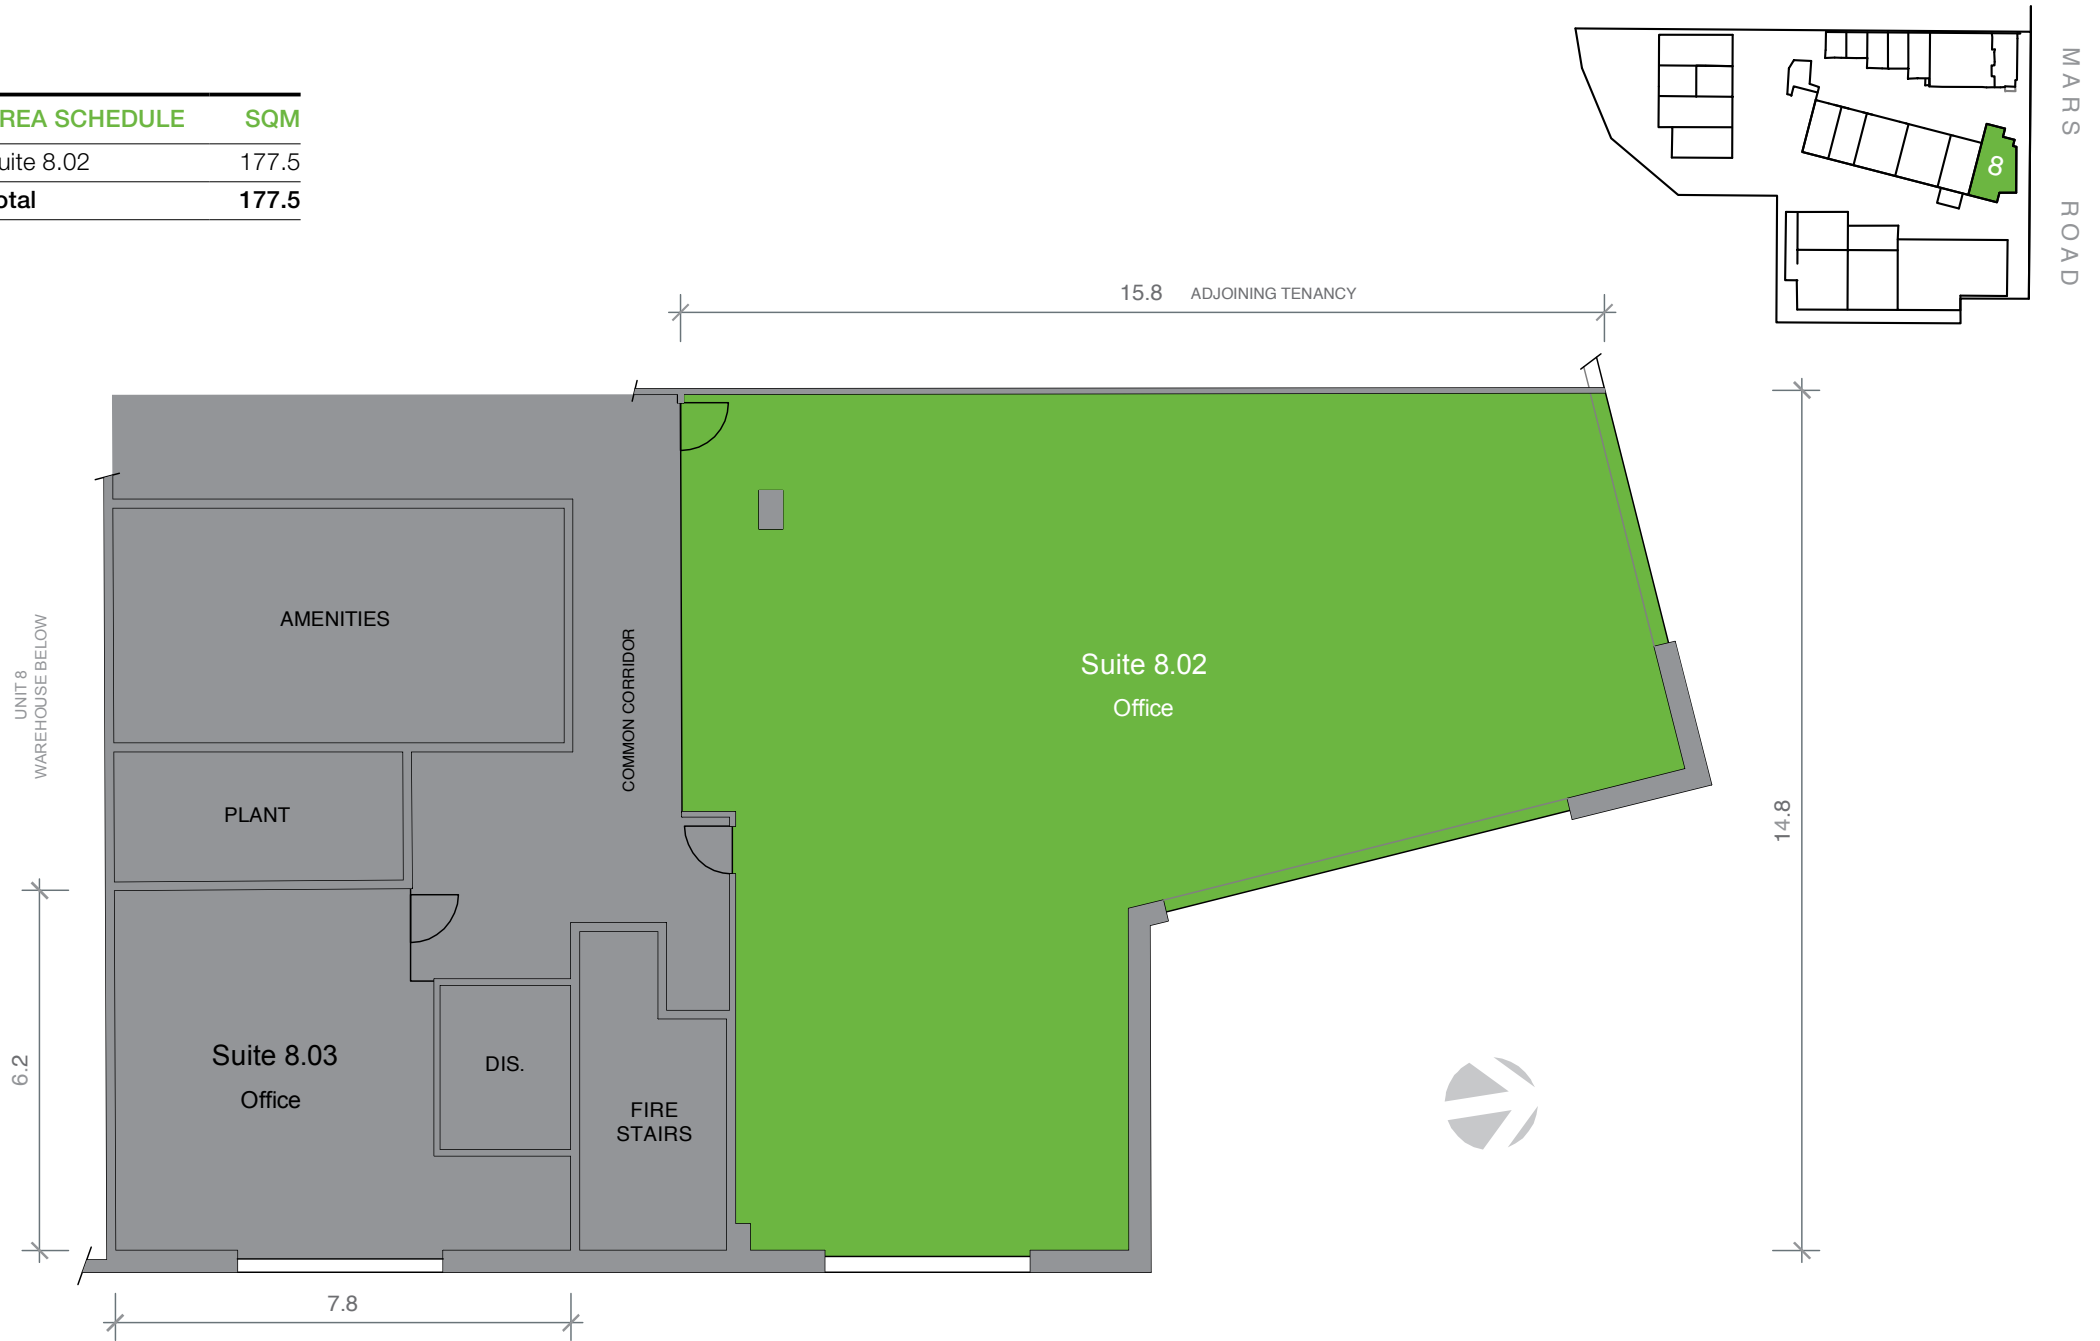 REA SCHEDULE SQM
uite 8.02 177.5
otal 177.5
8
MARS ROAD
15.8 ADJOINING TENANCY
AMENITIES
COMMON CORRIDOR
UNIT 8
WAREHOUSE BELOW
Suite 8.02
Office
PLANT
14.8
6.2
Suite 8.03
Office
DIS.
FIRE
STAIRS
7.8